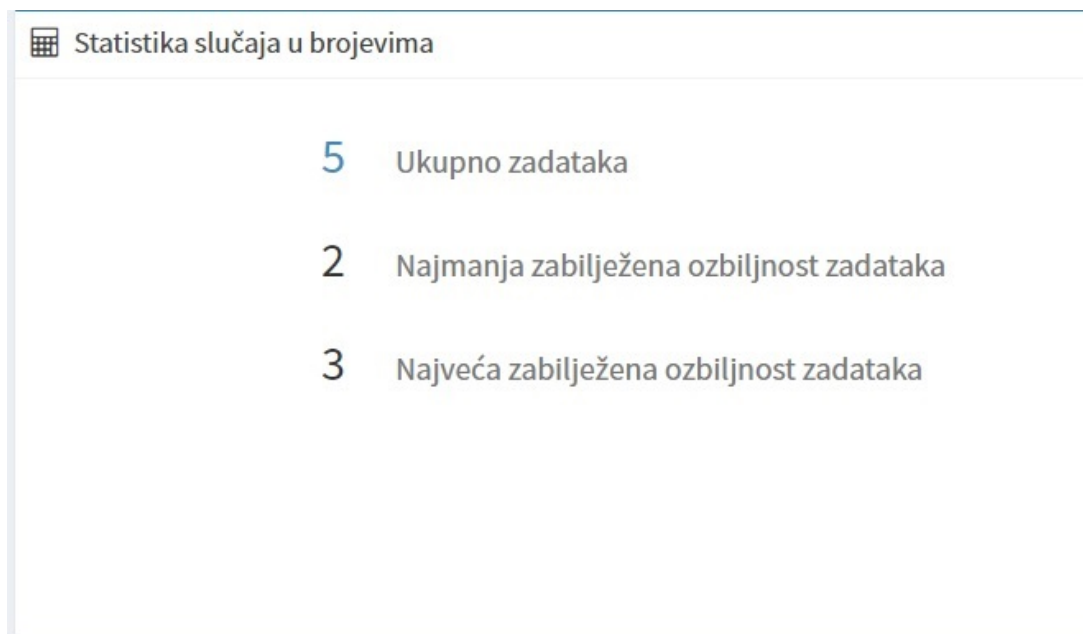 Statistika slučaja u brojevima
5 Ukupno zadataka
2 Najmanja zabilježena ozbiljnost zadataka
3 Najveća zabilježena ozbiljnost zadataka